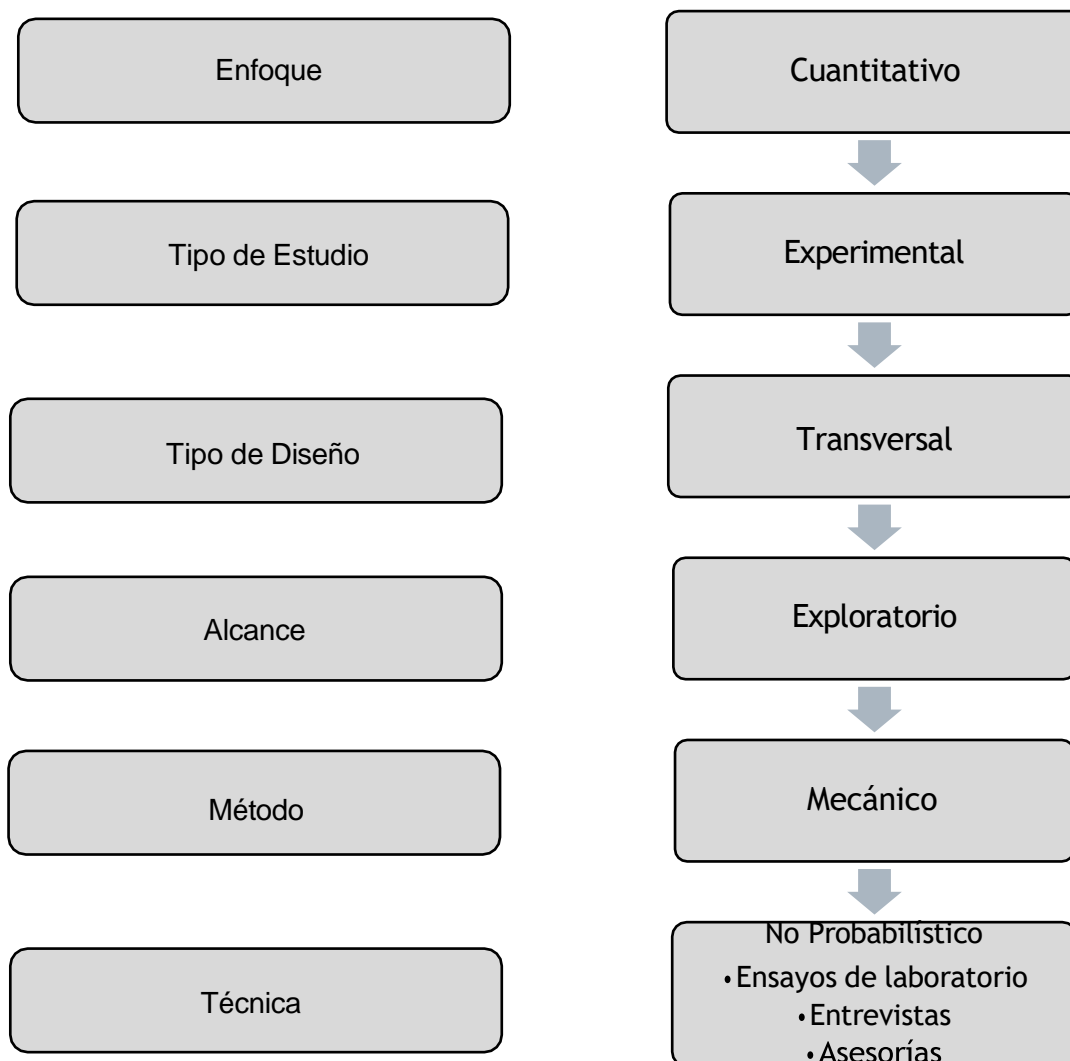 Enfoque
Cuantitativo
Tipo de Estudio
Experimental
Tipo de Diseño
Transversal
Alcance
Exploratorio
Método
Mecánico
Técnica
No Probabilístico
•Ensayos de laboratorio
•Entrevistas
•Asesorías